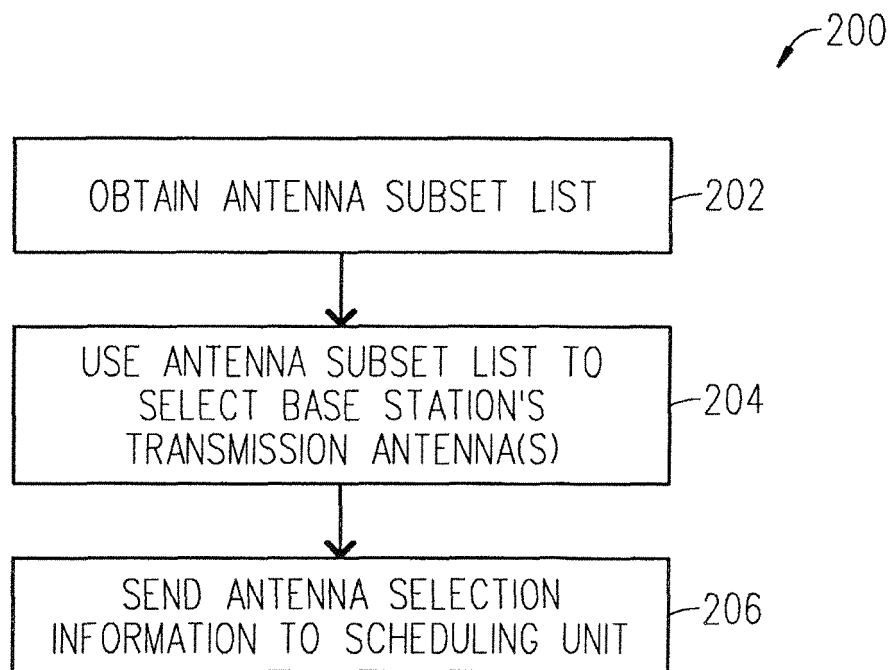 200
OBTAIN ANTENNA SUBSET LIST
202
USE ANTENNA SUBSET LIST TO
SELECT BASE STATION'S
TRANSMISSION ANTENNA(S)
204
SEND ANTENNA SELECTION
INFORMATION TO SCHEDULING UNIT
206